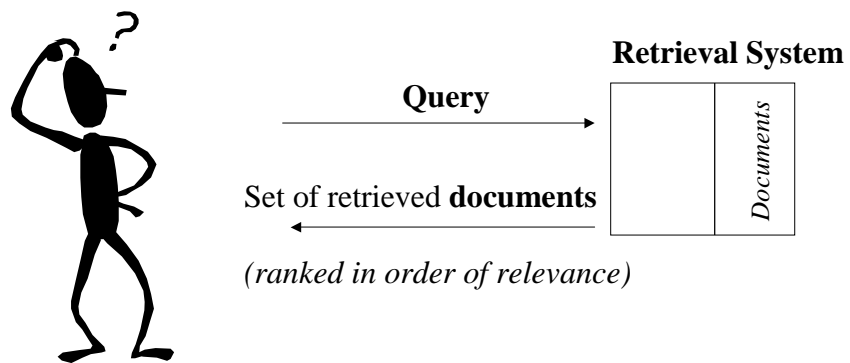 ?
Retrieval System
Query
Documents
Set of retrieved documents
(ranked in order of relevance)